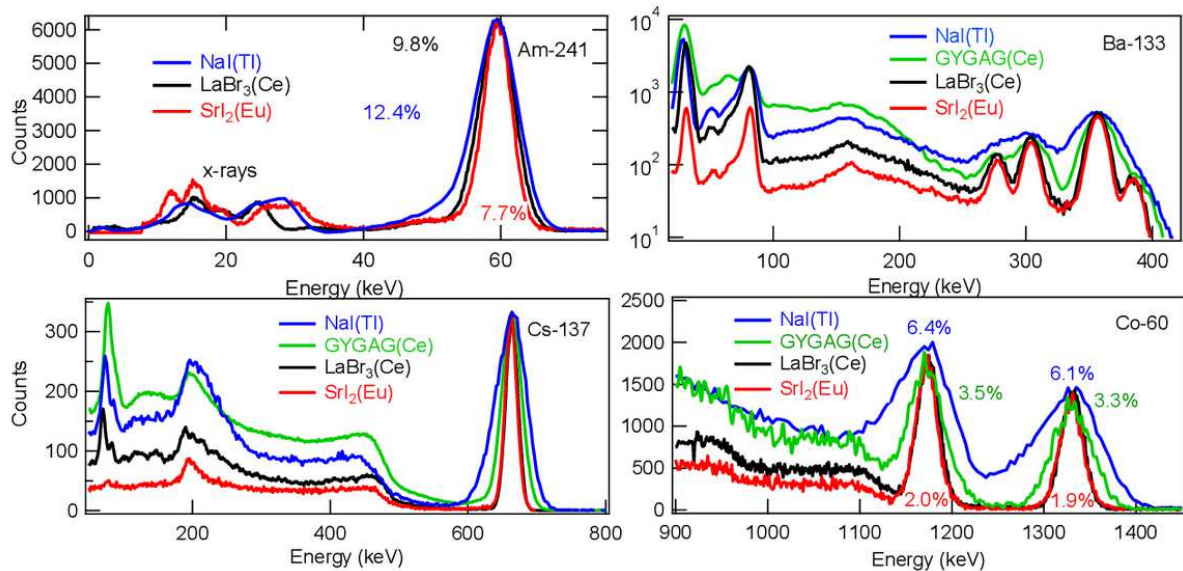 6000
5000
4000
3000
2000
1000
0
Counts
NaI(Tl)
LaBr3(Ce)
SrI2(Eu)
9.8%
Am-241
12.4%
x-rays
7.7%
0
20
40
60
Energy (keV)
10^4
10^3
10^2
10^1
NaI(Tl)
GYGAG(Ce)
LaBr3(Ce)
SrI2(Eu)
Ba-133
100
200
300
400
Energy (keV)
300
200
100
0
Counts
NaI(Tl)
GYGAG(Ce)
LaBr3(Ce)
SrI2(Eu)
Cs-137
200
400
600
800
Energy (keV)
2500
2000
1500
1000
500
0
NaI(Tl)
GYGAG(Ce)
LaBr3(Ce)
SrI2(Eu)
6.4%
Co-60
6.1%
3.5%
3.3%
2.0%
1.9%
900
1000
1100
1200
1300
1400
Energy (keV)